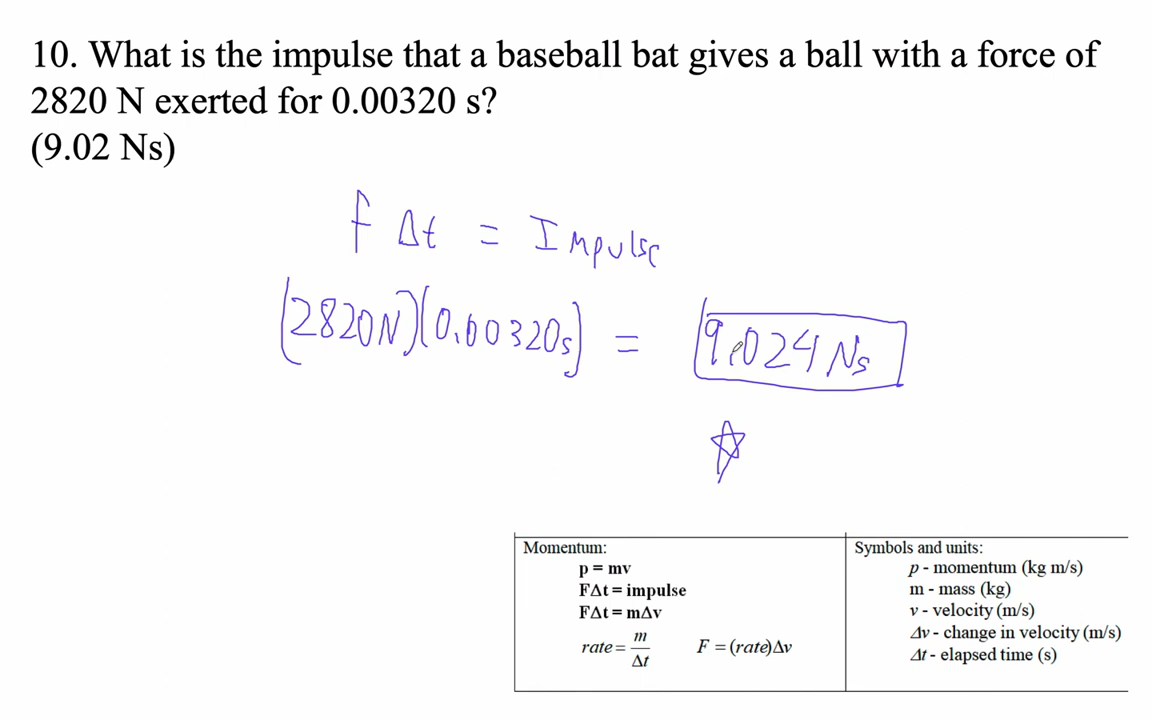 10. What is the impulse that a baseball bat gives a ball with a force of
2820 N exerted for 0.00320 s?
(9.02 Ns)
F Δt = Impulse
(2820N)(0.00320s) = 9.024 Ns
Momentum:
p = mv
FΔt = impulse
FΔt = mΔv
rate = m/Δt F = (rate)Δv
Symbols and units:
p - momentum (kg m/s)
m - mass (kg)
v - velocity (m/s)
Δv - change in velocity (m/s)
Δt - elapsed time (s)